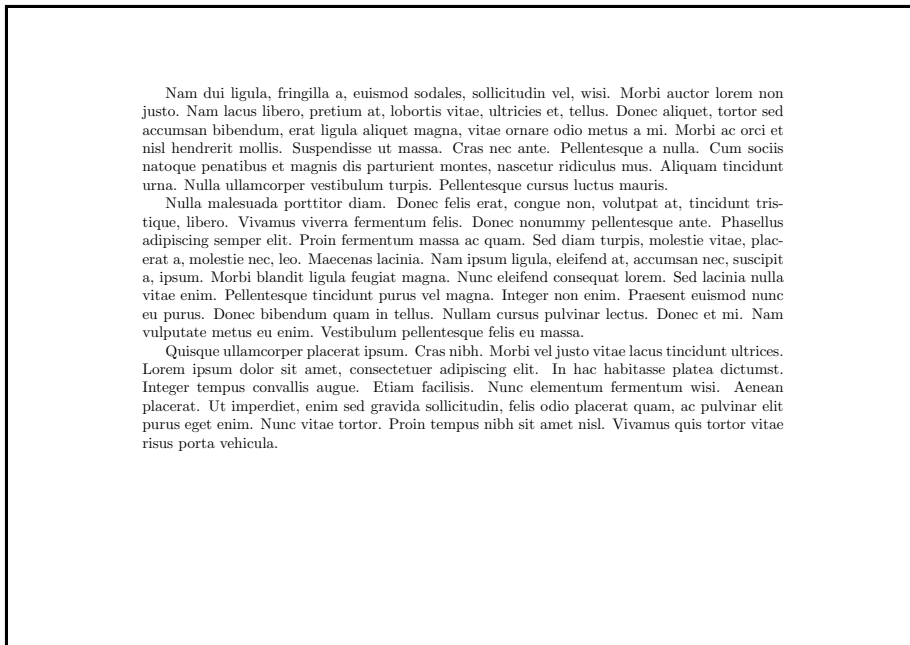 Nam dui ligula, fringilla a, euismod sodales, sollicitudin vel, wisi. Morbi auctor lorem non
justo. Nam lacus libero, pretium at, lobortis vitae, ultricies et, tellus. Donec aliquet, tortor sed
accumsan bibendum, erat ligula aliquet magna, vitae ornare odio metus a mi. Morbi ac orci et
nisl hendrerit mollis. Suspendisse ut massa. Cras nec ante. Pellentesque a nulla. Cum sociis
natoque penatibus et magnis dis parturient montes, nascetur ridiculus mus. Aliquam tincidunt
urna. Nulla ullamcorper vestibulum turpis. Pellentesque cursus luctus mauris.
Nulla malesuada porttitor diam. Donec felis erat, congue non, volutpat at, tincidunt tris-
tique, libero. Vivamus viverra fermentum felis. Donec nonummy pellentesque ante. Phasellus
adipiscing semper elit. Proin fermentum massa ac quam. Sed diam turpis, molestie vitae, plac-
erat a, molestie nec, leo. Maecenas lacinia. Nam ipsum ligula, eleifend at, accumsan nec, suscipit
a, ipsum. Morbi blandit ligula feugiat magna. Nunc eleifend consequat lorem. Sed lacinia nulla
vitae enim. Pellentesque tincidunt purus vel magna. Integer non enim. Praesent euismod nunc
eu purus. Donec bibendum quam in tellus. Nullam cursus pulvinar lectus. Donec et mi. Nam
vulputate metus eu enim. Vestibulum pellentesque felis eu massa.
Quisque ullamcorper placerat ipsum. Cras nibh. Morbi vel justo vitae lacus tincidunt ultrices.
Lorem ipsum dolor sit amet, consectetuer adipiscing elit. In hac habitasse platea dictumst.
Integer tempus convallis augue. Etiam facilisis. Nunc elementum fermentum wisi. Aenean
placerat. Ut imperdiet, enim sed gravida sollicitudin, felis odio placerat quam, ac pulvinar elit
purus eget enim. Nunc vitae tortor. Proin tempus nibh sit amet nisl. Vivamus quis tortor vitae
risus porta vehicula.